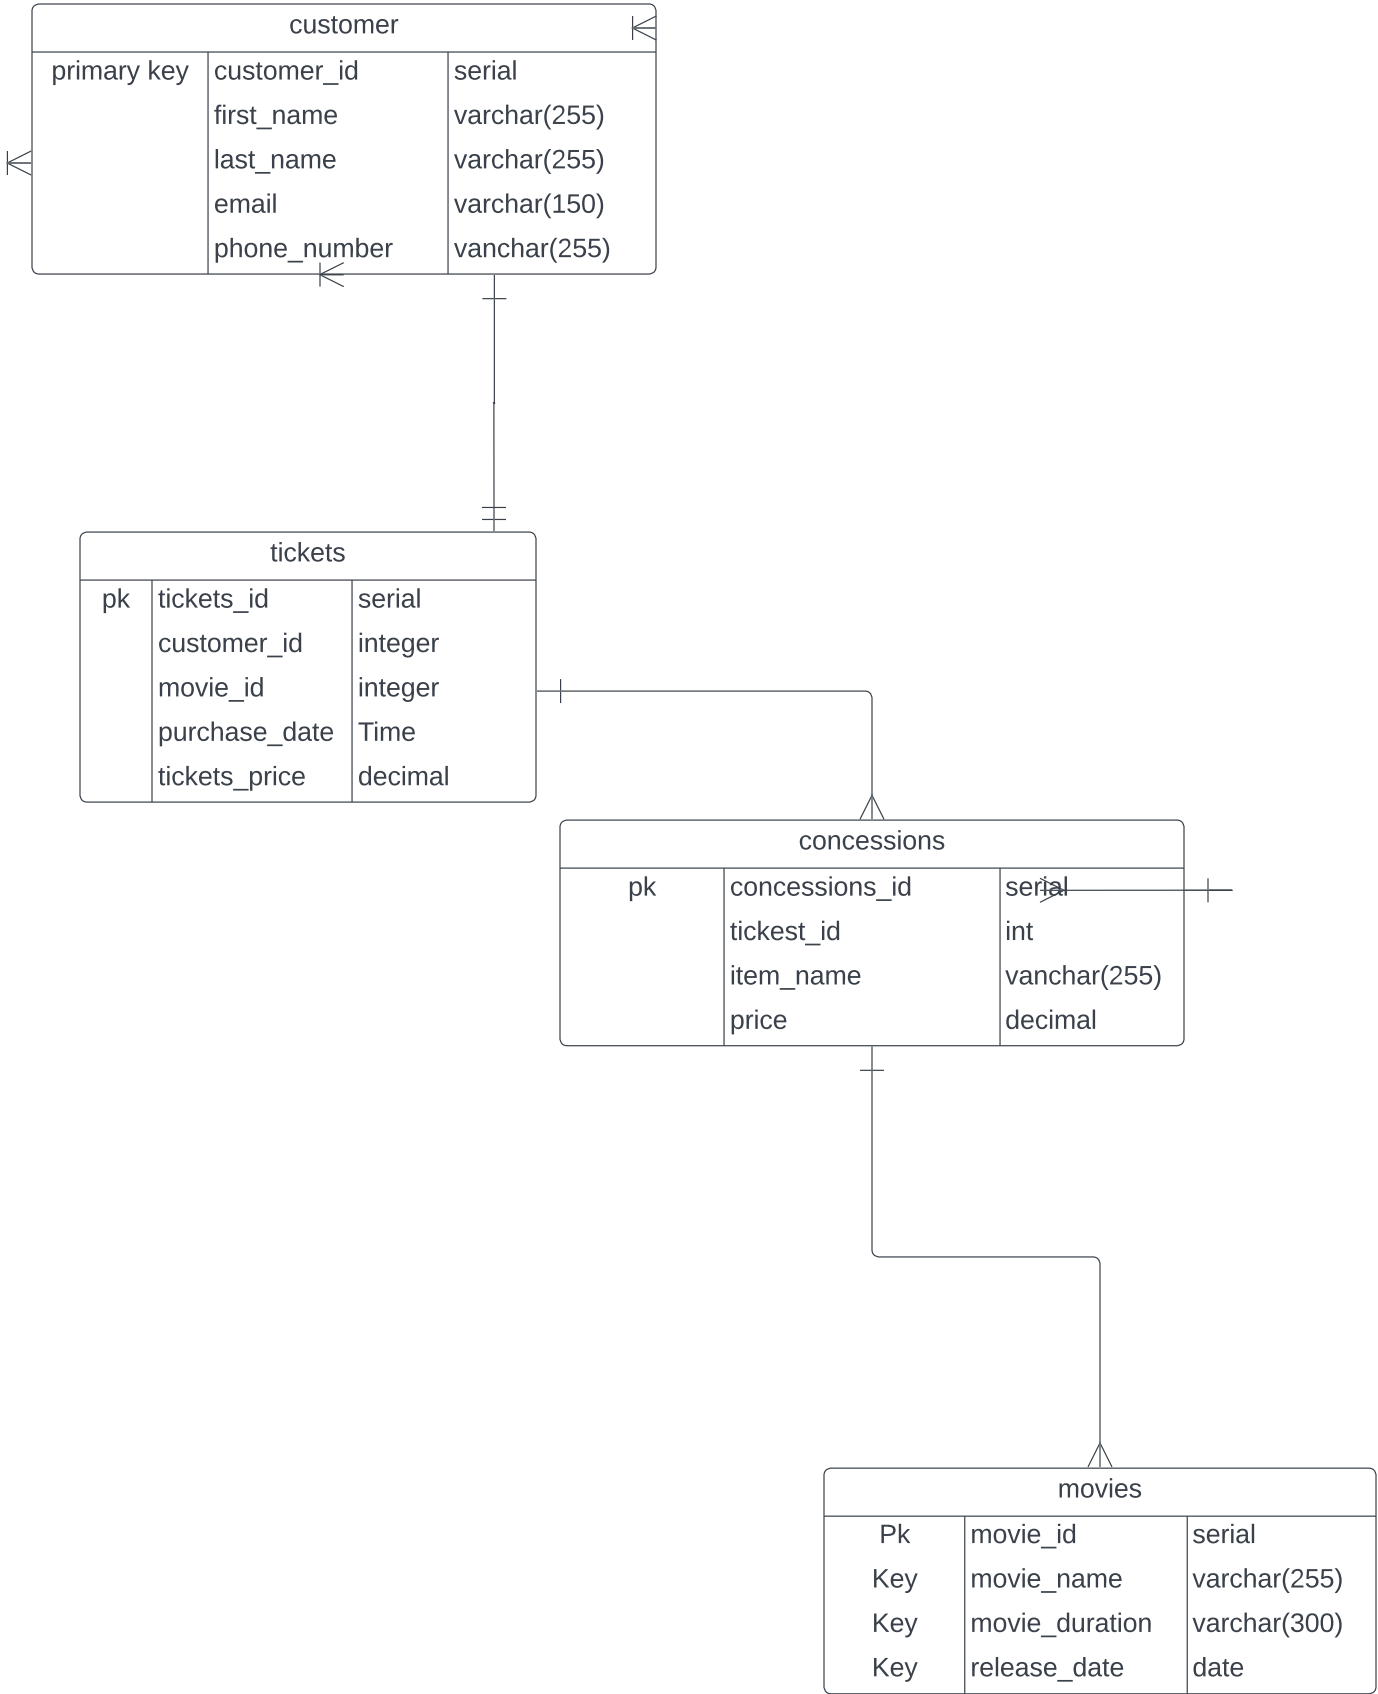 customer
primary key customer_id serial
first_name varchar(255)
last_name varchar(255)
email varchar(150)
phone_number vanchar(255)
tickets
pk tickets_id serial
customer_id integer
movie_id integer
purchase_date Time
tickets_price decimal
concessions
pk concessions_id serial
tickest_id int
item_name vanchar(255)
price decimal
movies
Pk movie_id serial
Key movie_name varchar(255)
Key movie_duration varchar(300)
Key release_date date